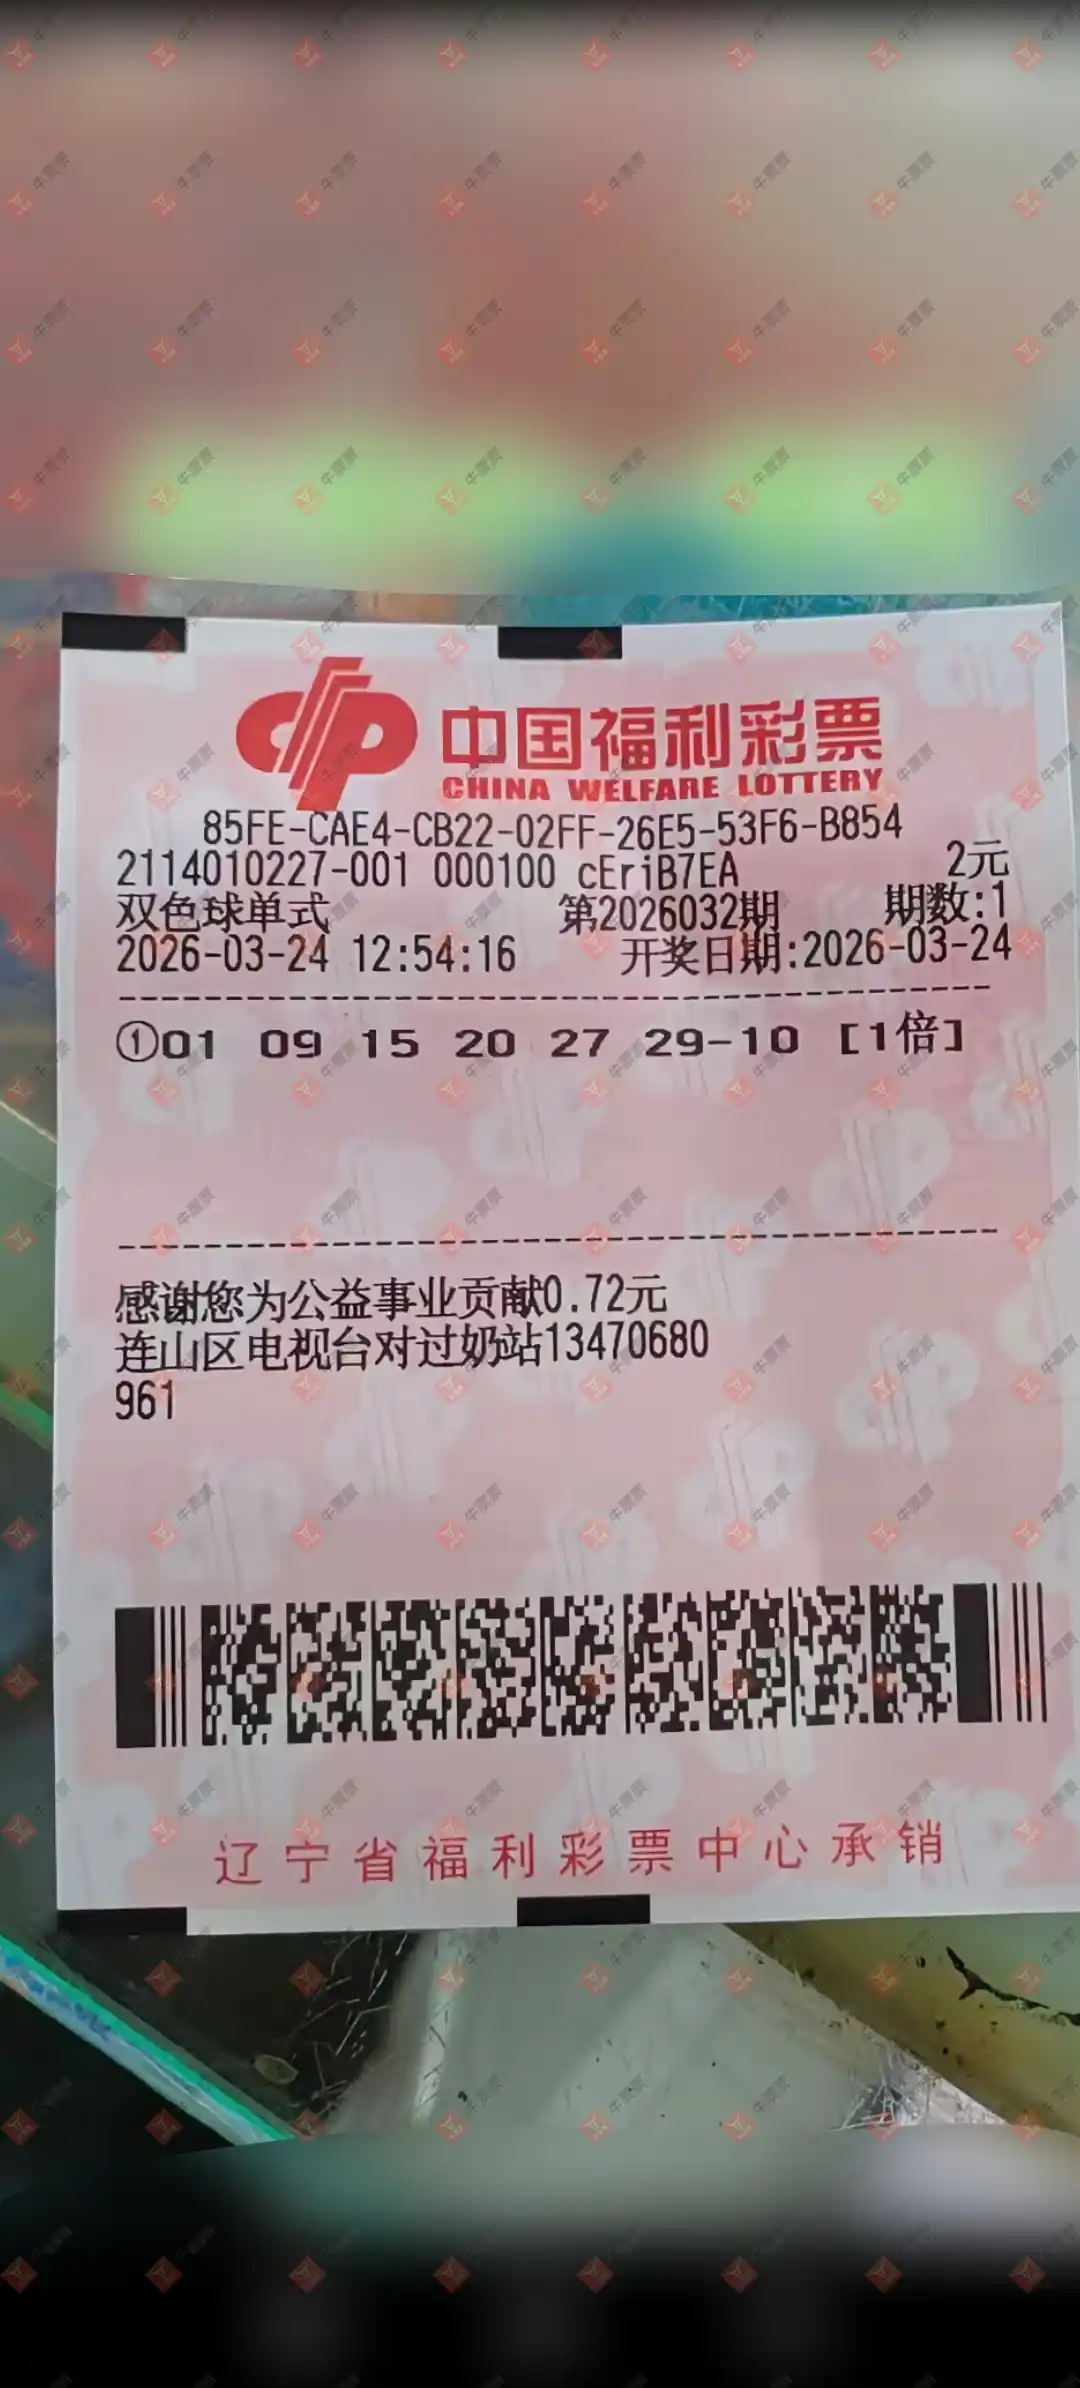 中国福利彩票
CHINA WELFARE LOTTERY
85FE-CAE4-CB22-02FF-26E5-53F6-B854
2114010227-001 000100 cEriB7EA 2元
双色球单式 第2026032期 期数:1
2026-03-24 12:54:16 开奖日期:2026-03-24
①01 09 15 20 27 29-10 [1倍]
感谢您为公益事业贡献0.72元
连山区电视台对过奶站13470680
961
辽宁省福利彩票中心承销
牛票票